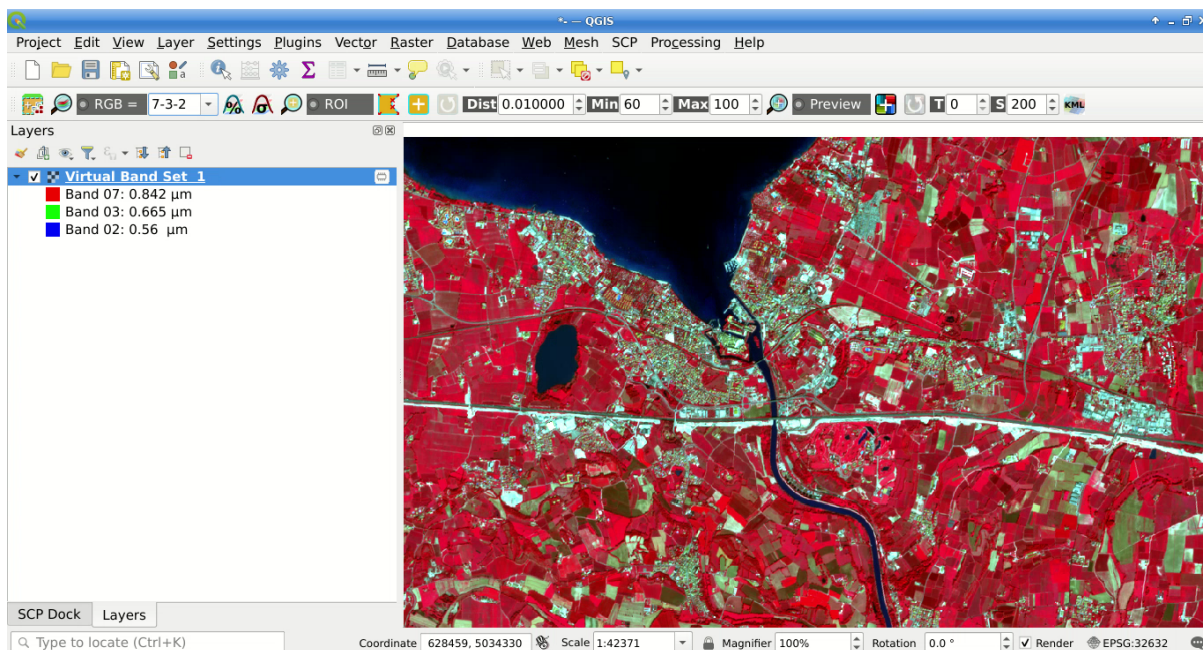 *- — QGIS
Project Edit View Layer Settings Plugins Vector Raster Database Web Mesh SCP Processing Help
RGB = 7-3-2 ROI Dist 0.010000 Min 60 Max 100 Preview T 0 S 200 KML
Layers
Virtual Band Set 1
Band 07: 0.842 µm
Band 03: 0.665 µm
Band 02: 0.56 µm
SCP Dock Layers
Type to locate (Ctrl+K) Coordinate 628459, 5034330 Scale 1:42371 Magnifier 100% Rotation 0.0 ° Render EPSG:32632